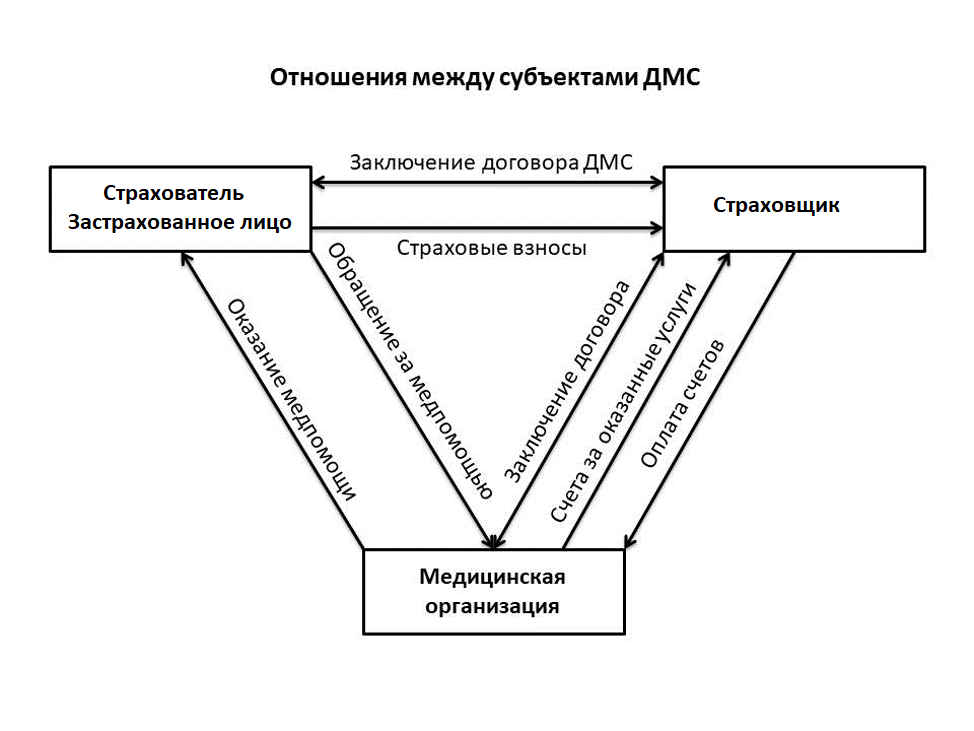 Отношения между субъектами ДМС
Заключение договора ДМС
Страхователь
Застрахованное лицо
Страховщик
Страховые взносы
Оказание медпомощи
Обращение за медпомощью
Заключение договора
Счета за оказанные услуги
Оплата счетов
Медицинская
организация